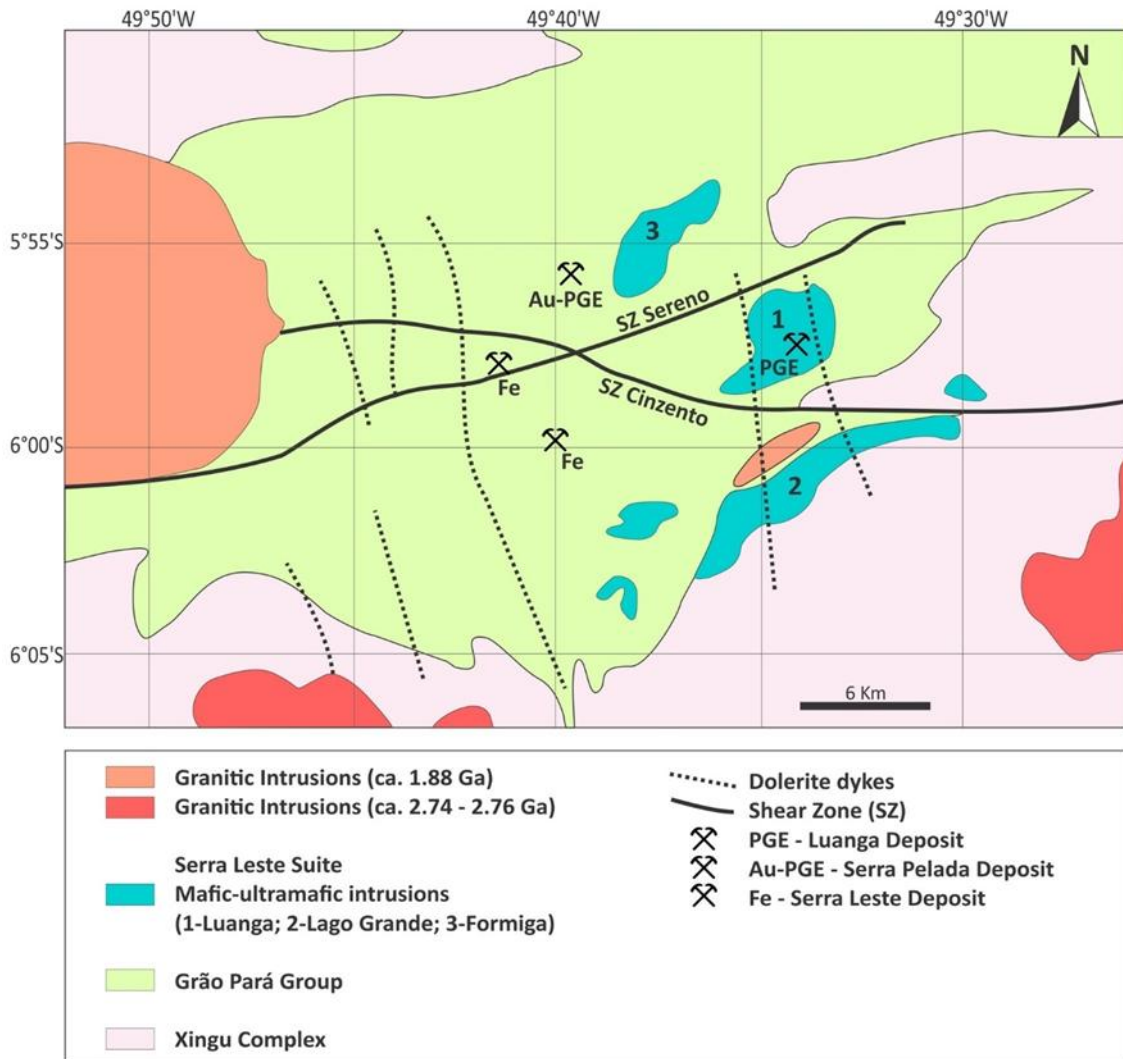 49°50'W
49°40'W
49°30'W
N
5°55'S
3
Au-PGE
SZ Sereno
1
PGE
Fe
SZ Cinzento
6°00'S
Fe
2
6°05'S
6 Km
Granitic Intrusions (ca. 1.88 Ga)
Granitic Intrusions (ca. 2.74 - 2.76 Ga)
Serra Leste Suite
Mafic-ultramafic intrusions
(1-Luanga; 2-Lago Grande; 3-Formiga)
Grão Pará Group
Xingu Complex
Dolerite dykes
Shear Zone (SZ)
PGE - Luanga Deposit
Au-PGE - Serra Pelada Deposit
Fe - Serra Leste Deposit